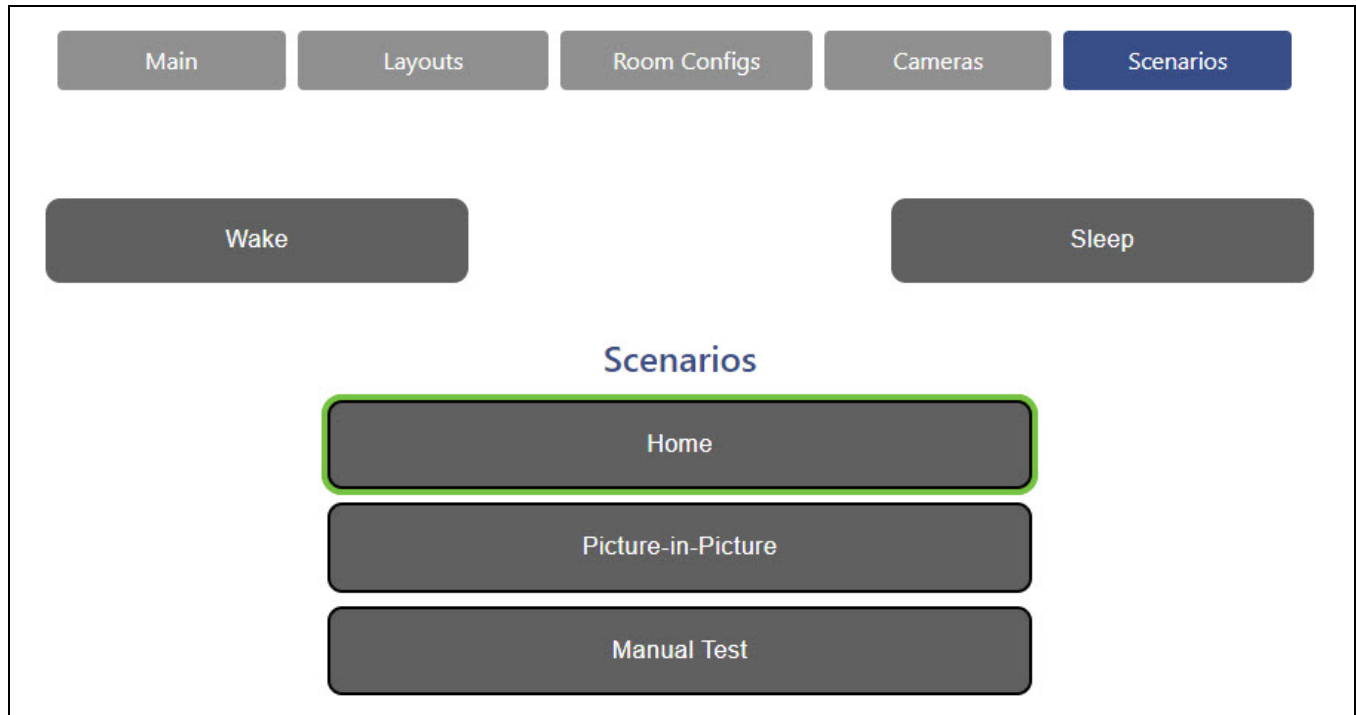 Main Layouts Room Configs Cameras Scenarios
Wake Sleep
Scenarios
Home
Picture-in-Picture
Manual Test